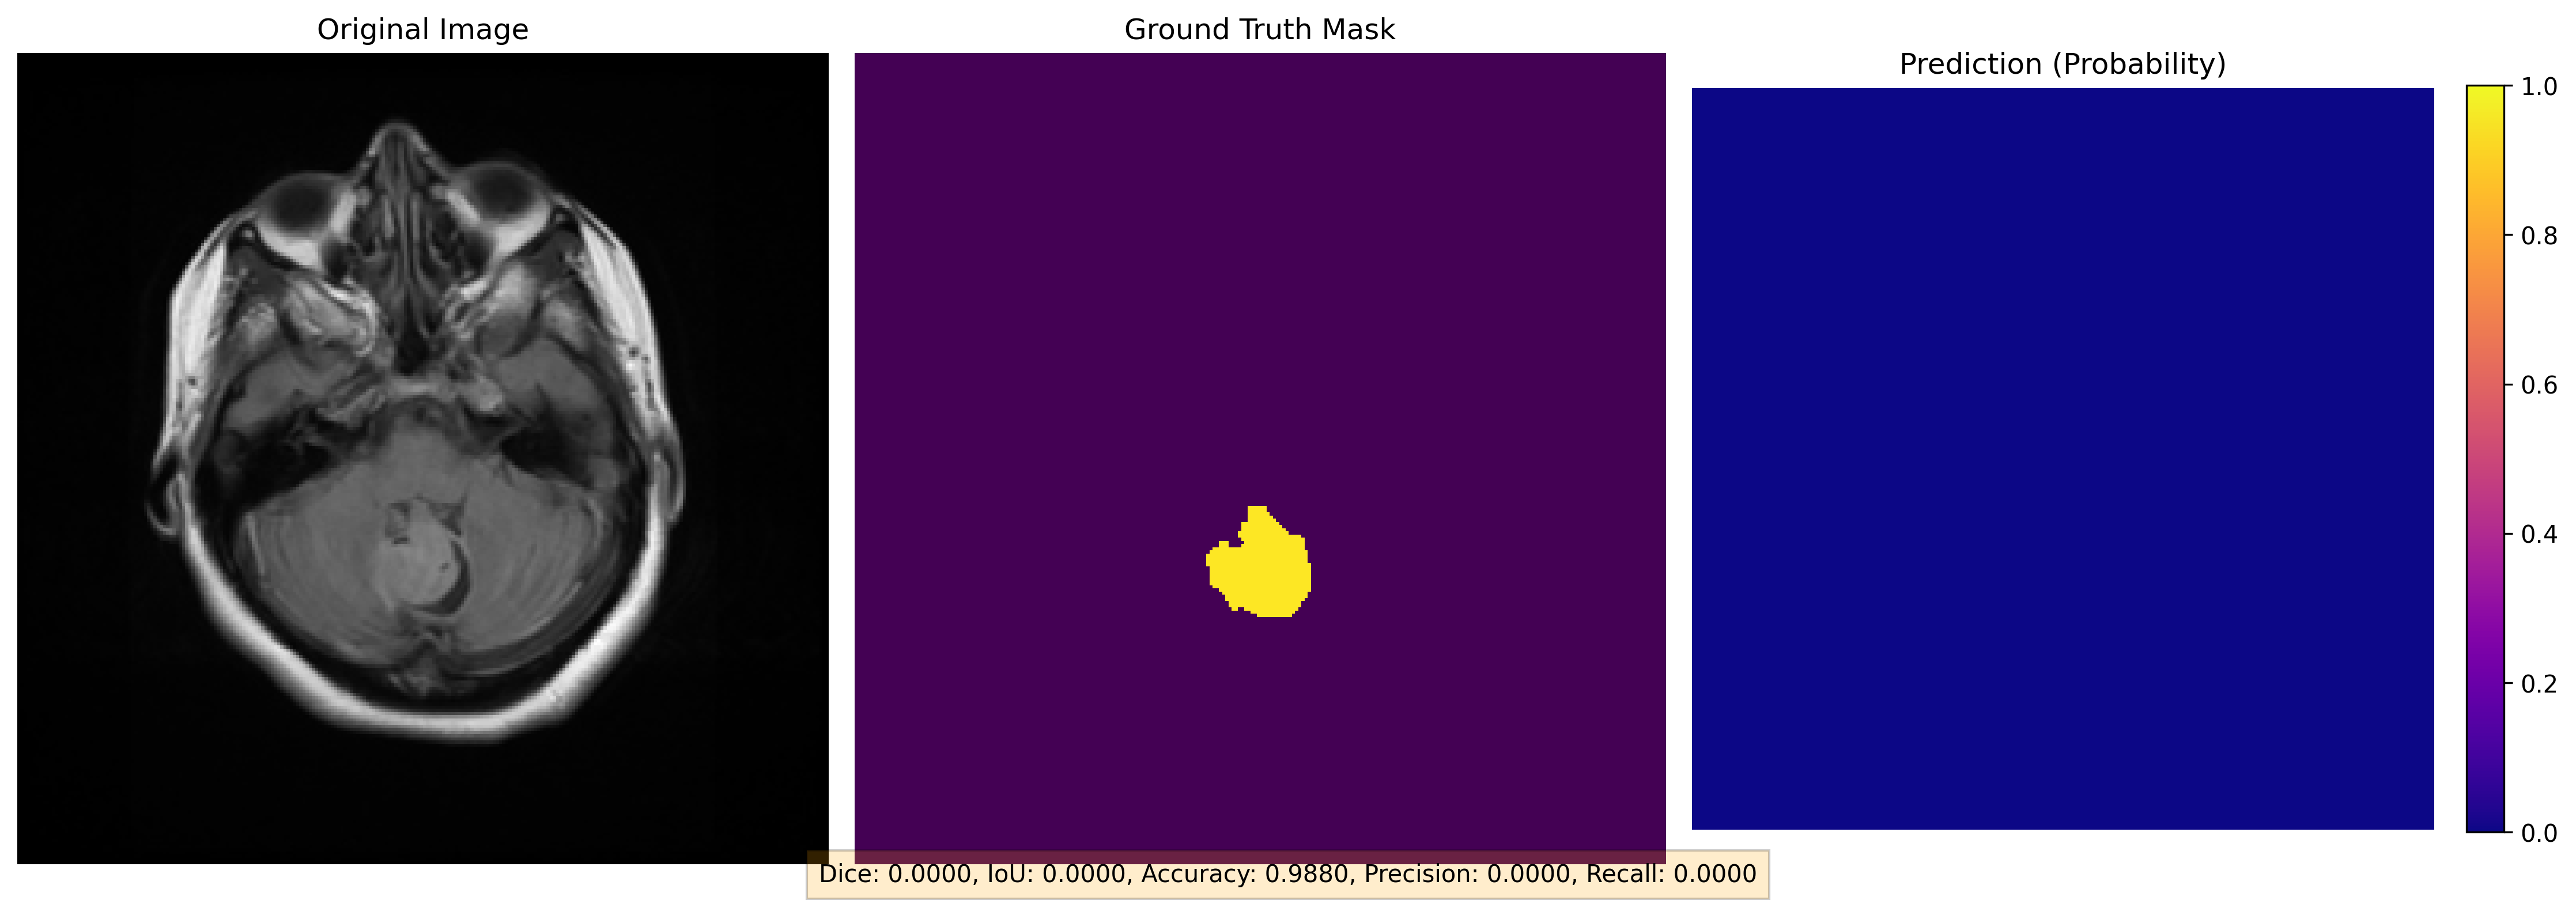 Original Image
Ground Truth Mask
Prediction (Probability)
1.0
0.8
0.6
0.4
0.2
0.0
Dice: 0.0000, IoU: 0.0000, Accuracy: 0.9880, Precision: 0.0000, Recall: 0.0000